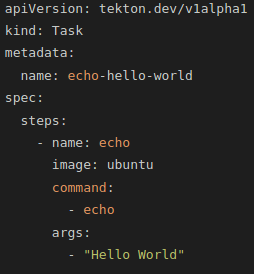 apiVersion: tekton.dev/v1alpha1
kind: Task
metadata:
  name: echo-hello-world
spec:
  steps:
    - name: echo
      image: ubuntu
      command:
        - echo
      args:
        - "Hello World"